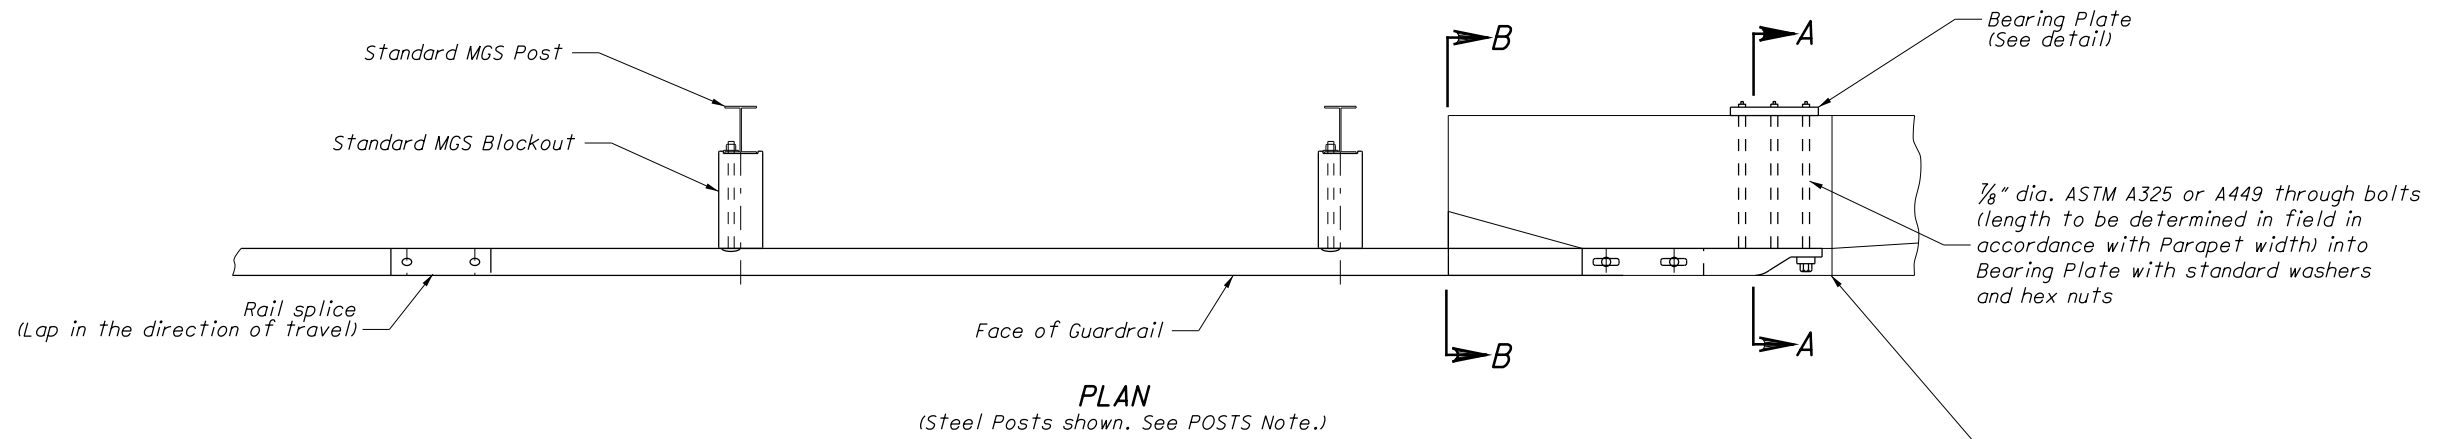 B
A
Bearing Plate
(See detail)
Standard MGS Post
Standard MGS Blockout
⅞" dia. ASTM A325 or A449 through bolts
(length to be determined in field in
accordance with Parapet width) into
Bearing Plate with standard washers
and hex nuts
Rail splice
(Lap in the direction of travel)
Face of Guardrail
B
A
PLAN
(Steel Posts shown. See POSTS Note.)